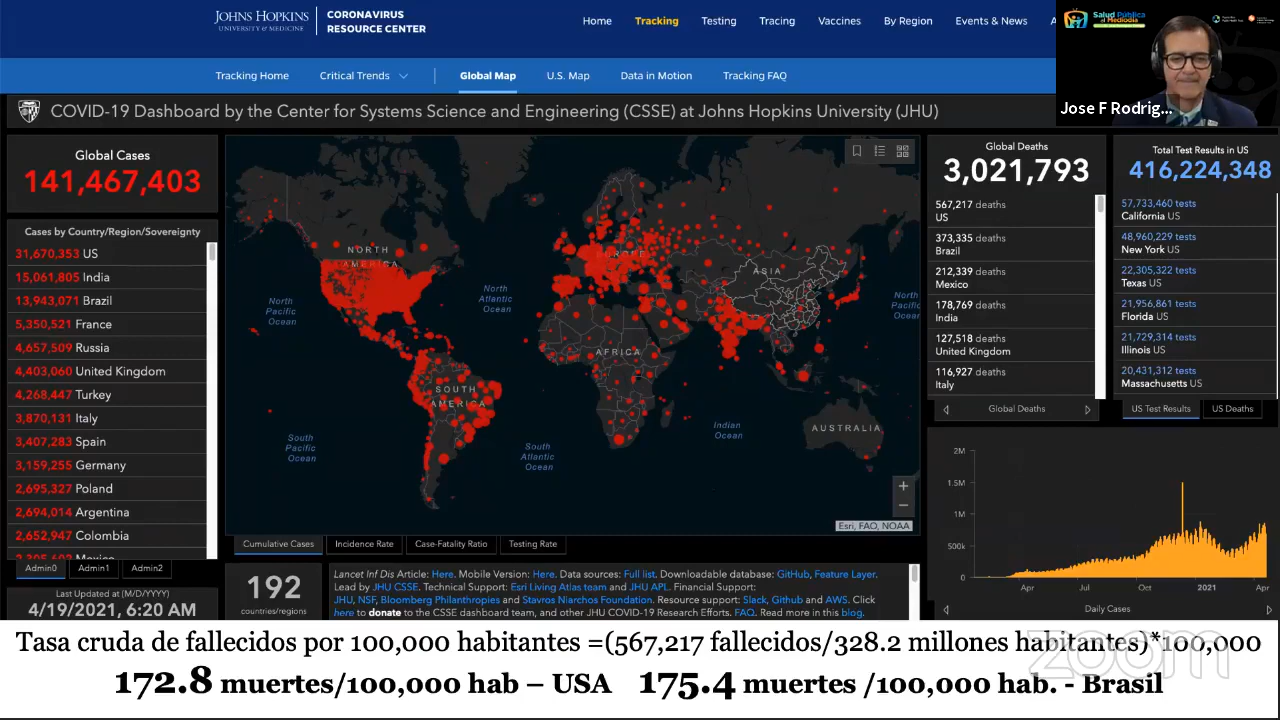 JOHNS HOPKINS
UNIVERSITY & MEDICINE
CORONAVIRUS
RESOURCE CENTER
Home
Tracking
Testing
Tracing
Vaccines
By Region
Events & News
A
Salud Pública
al Mediodía
Jose F Rodrig...
Tracking Home
Critical Trends
Global Map
U.S. Map
Data in Motion
Tracking FAQ
COVID-19 Dashboard by the Center for Systems Science and Engineering (CSSE) at Johns Hopkins University (JHU)
Global Cases
141,467,403
Cases by Country/Region/Sovereignty
31,670,353 US
15,061,805 India
13,943,071 Brazil
5,350,521 France
4,657,509 Russia
4,403,060 United Kingdom
4,268,447 Turkey
3,870,131 Italy
3,407,283 Spain
3,159,255 Germany
2,695,327 Poland
2,694,014 Argentina
2,652,947 Colombia
Mexico
Admin0
Admin1
Admin2
Last Updated at (M/D/YYYY)
4/19/2021, 6:20 AM
NORTH
AMERICA
EUROPE
ASIA
North
Pacific
Ocean
North
Atlantic
Ocean
North
Pacific
Ocean
AFRICA
SOUTH
AMERICA
Indian
Ocean
AUSTRALIA
South
Pacific
Ocean
South
Atlantic
Ocean
+
−
Esri, FAO, NOAA
Cumulative Cases
Incidence Rate
Case-Fatality Ratio
Testing Rate
192
countries/regions
Lancet Inf Dis Article: Here. Mobile Version: Here. Data sources: Full list. Downloadable database: GitHub, Feature Layer.
Lead by JHU CSSE. Technical Support: Esri Living Atlas team and JHU APL. Financial Support:
JHU, NSF, Bloomberg Philanthropies and Stavros Niarchos Foundation. Resource support: Slack, Github and AWS. Click
here to donate to the CSSE dashboard team, and other JHU COVID-19 Research Efforts. FAQ. Read more in this blog.
Global Deaths
3,021,793
567,217 deaths
US
373,335 deaths
Brazil
212,339 deaths
Mexico
178,769 deaths
India
127,518 deaths
United Kingdom
116,927 deaths
Italy
Global Deaths
Total Test Results in US
416,224,348
57,733,460 tests
California US
48,960,229 tests
New York US
22,305,322 tests
Texas US
21,956,861 tests
Florida US
21,729,314 tests
Illinois US
20,431,312 tests
Massachusetts US
US Test Results
US Deaths
2M
1.5M
1M
500k
0
Apr
Jul
Oct
2021
Apr
Daily Cases
Tasa cruda de fallecidos por 100,000 habitantes =(567,217 fallecidos/328.2 millones habitantes)*100,000
172.8 muertes/100,000 hab – USA 175.4 muertes /100,000 hab. - Brasil
zoom